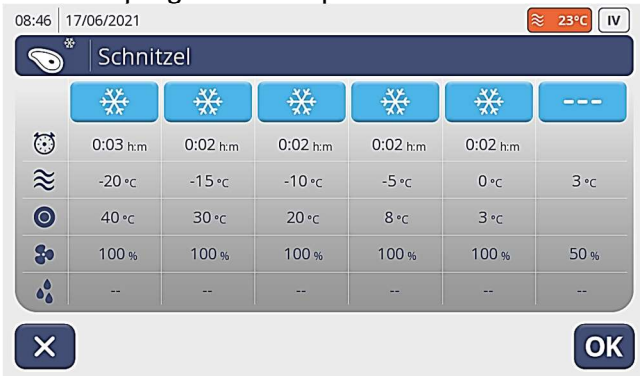 08:46 17/06/2021 23°C IV
Schnitzel
---
0:03 h:m 0:02 h:m 0:02 h:m 0:02 h:m 0:02 h:m
-20 °C -15 °C -10 °C -5 °C 0 °C 3 °C
40 °C 30 °C 20 °C 8 °C 3 °C
100 % 100 % 100 % 100 % 100 % 50 %
-- -- -- -- -- --
OK